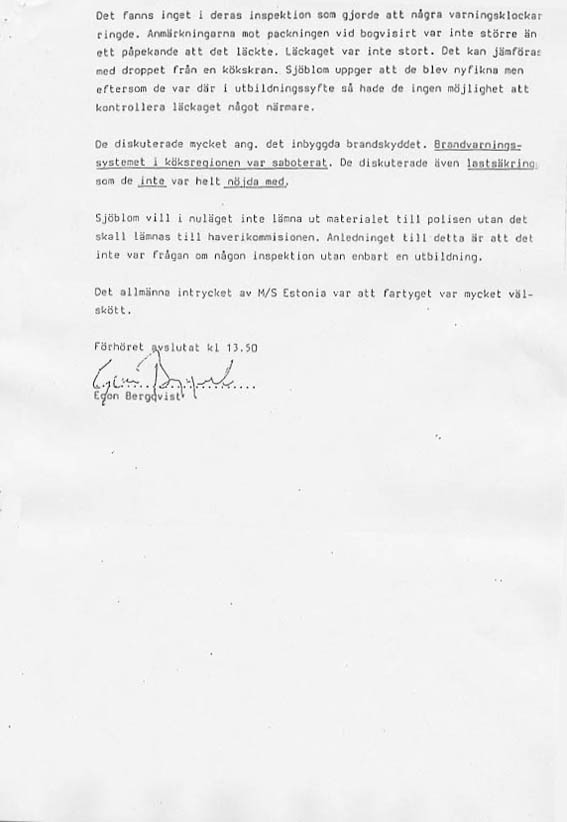 Det fanns inget i deras inspektion som gjorde att några varningsklockar
ringde. Anmärkningarna mot packningen vid bogvisirt var inte större än
ett påpekande att det läckte. Läckaget var inte stort. Det kan jämföras
med droppet från en kökskran. Sjöblom uppger att de blev nyfikna men
eftersom de var där i utbildningssyfte så hade de ingen möjlighet att
kontrollera läckaget något närmare.
De diskuterade mycket ang. det inbyggda brandskyddet. Brandvarnings-
systemet i köksregionen var saboterat. De diskuterade även lastsäkring
som de inte var helt nöjda med.
Sjöblom vill i nuläget inte lämna ut materialet till polisen utan det
skall lämnas till haverikommisionen. Anledninget till detta är att det
inte var frågan om någon inspektion utan enbart en utbildning.
Det allmänna intrycket av M/S Estonia var att fartyget var mycket väl-
skött.
Förhöret avslutat kl 13.50
Egon Bergqvist